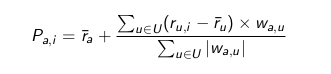 P_{a,i} = \bar{r}_a + \frac{\sum_{u \in U} (r_{u,i} - \bar{r}_u) \times w_{a,u}}{\sum_{u \in U} |w_{a,u}|}